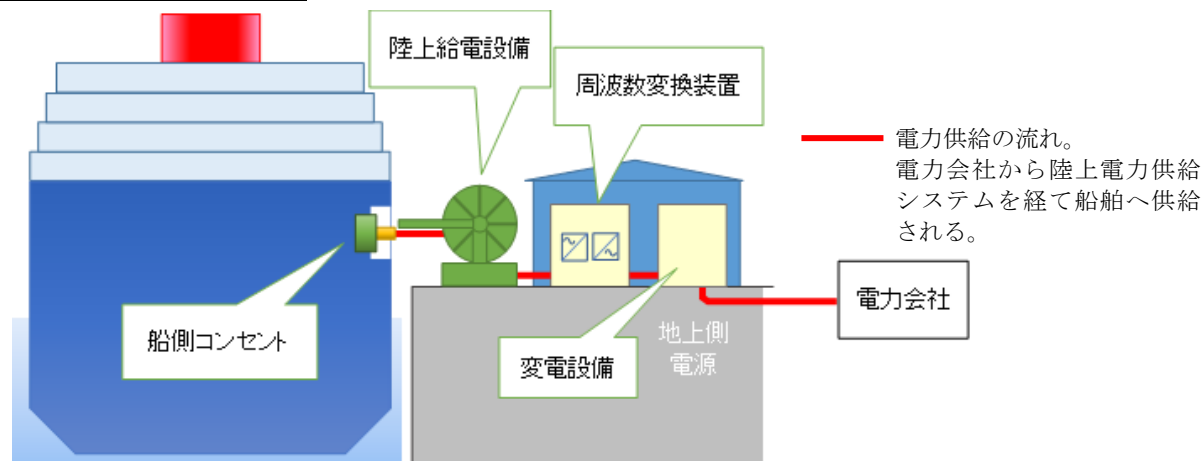 陸上給電設備
周波数変換装置
電力供給の流れ。
電力会社から陸上電力供給
システムを経て船舶へ供給
される。
電力会社
船側コンセント
変電設備
地上側
電源